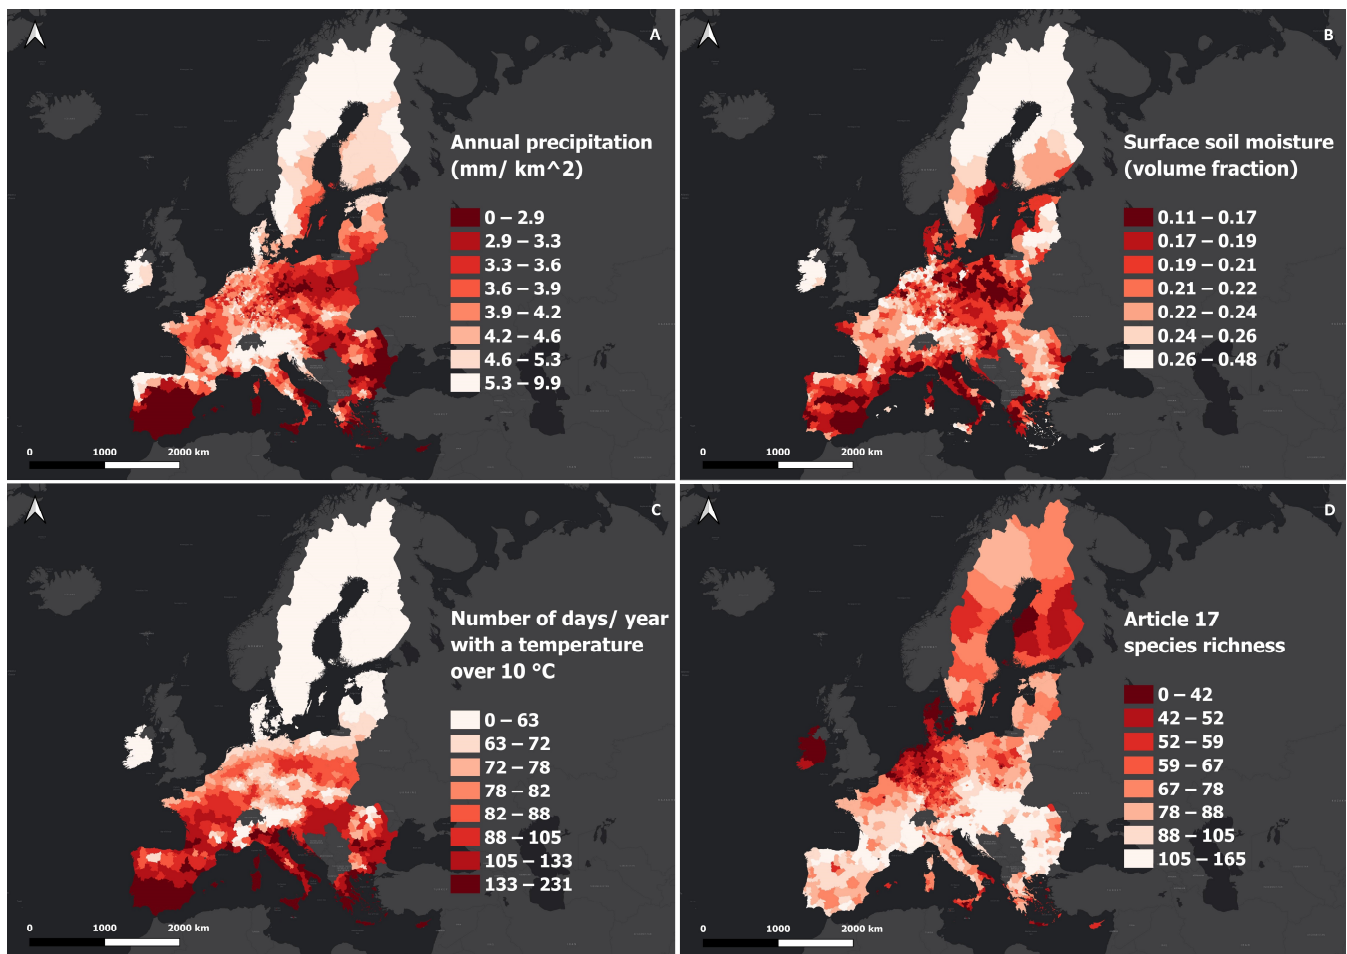 A
Annual precipitation
(mm/ km^2)
0 – 2.9
2.9 – 3.3
3.3 – 3.6
3.6 – 3.9
3.9 – 4.2
4.2 – 4.6
4.6 – 5.3
5.3 – 9.9
0 1000 2000 km
B
Surface soil moisture
(volume fraction)
0.11 – 0.17
0.17 – 0.19
0.19 – 0.21
0.21 – 0.22
0.22 – 0.24
0.24 – 0.26
0.26 – 0.48
0 1000 2000 km
C
Number of days/ year
with a temperature
over 10 °C
0 – 63
63 – 72
72 – 78
78 – 82
82 – 88
88 – 105
105 – 133
133 – 231
0 1000 2000 km
D
Article 17
species richness
0 – 42
42 – 52
52 – 59
59 – 67
67 – 78
78 – 88
88 – 105
105 – 165
0 1000 2000 km